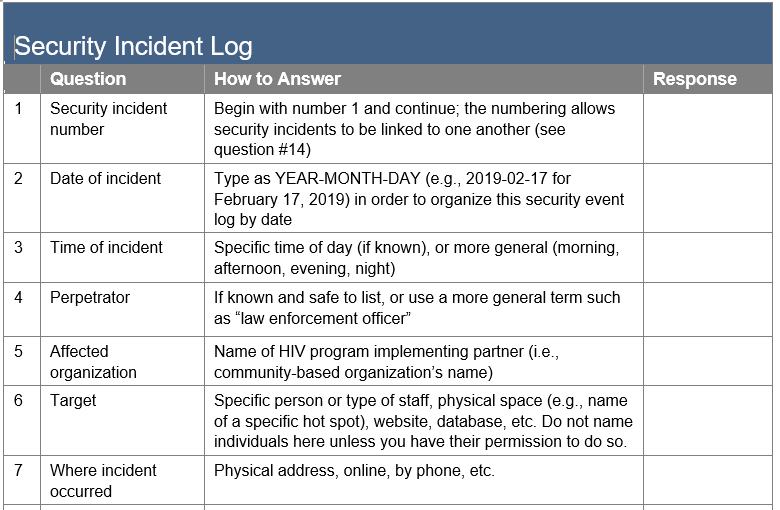 Security Incident Log
Question How to Answer Response
1 Security incident number Begin with number 1 and continue; the numbering allows security incidents to be linked to one another (see question #14)
2 Date of incident Type as YEAR-MONTH-DAY (e.g., 2019-02-17 for February 17, 2019) in order to organize this security event log by date
3 Time of incident Specific time of day (if known), or more general (morning, afternoon, evening, night)
4 Perpetrator If known and safe to list, or use a more general term such as “law enforcement officer”
5 Affected organization Name of HIV program implementing partner (i.e., community-based organization’s name)
6 Target Specific person or type of staff, physical space (e.g., name of a specific hot spot), website, database, etc. Do not name individuals here unless you have their permission to do so.
7 Where incident occurred Physical address, online, by phone, etc.